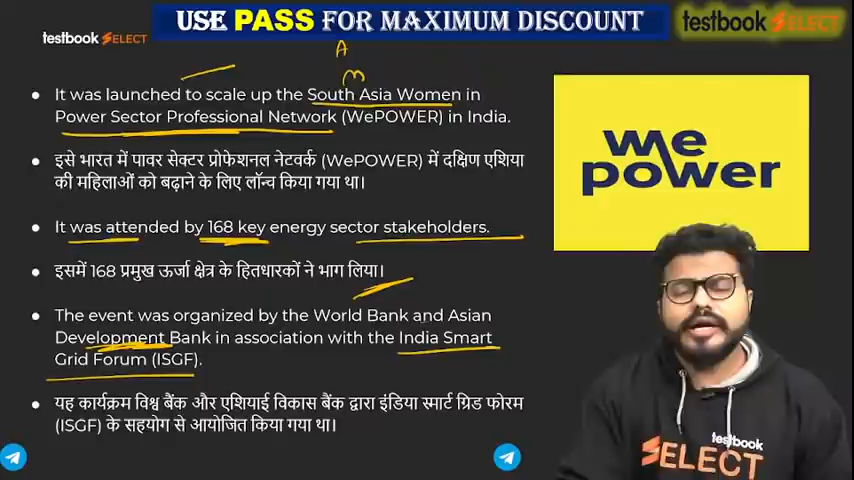 USE PASS FOR MAXIMUM DISCOUNT
testbook SELECT
testbook SELECT
A
m
It was launched to scale up the South Asia Women in
Power Sector Professional Network (WePOWER) in India.
इसे भारत में पावर सेक्टर प्रोफेशनल नेटवर्क (WePOWER) में दक्षिण एशिया
की महिलाओं को बढ़ाने के लिए लॉन्च किया गया था।
It was attended by 168 key energy sector stakeholders.
इसमें 168 प्रमुख ऊर्जा क्षेत्र के हितधारकों ने भाग लिया।
The event was organized by the World Bank and Asian
Development Bank in association with the India Smart
Grid Forum (ISGF).
यह कार्यक्रम विश्व बैंक और एशियाई विकास बैंक द्वारा इंडिया स्मार्ट ग्रिड फोरम
(ISGF) के सहयोग से आयोजित किया गया था।
we
power
testbook
SELECT